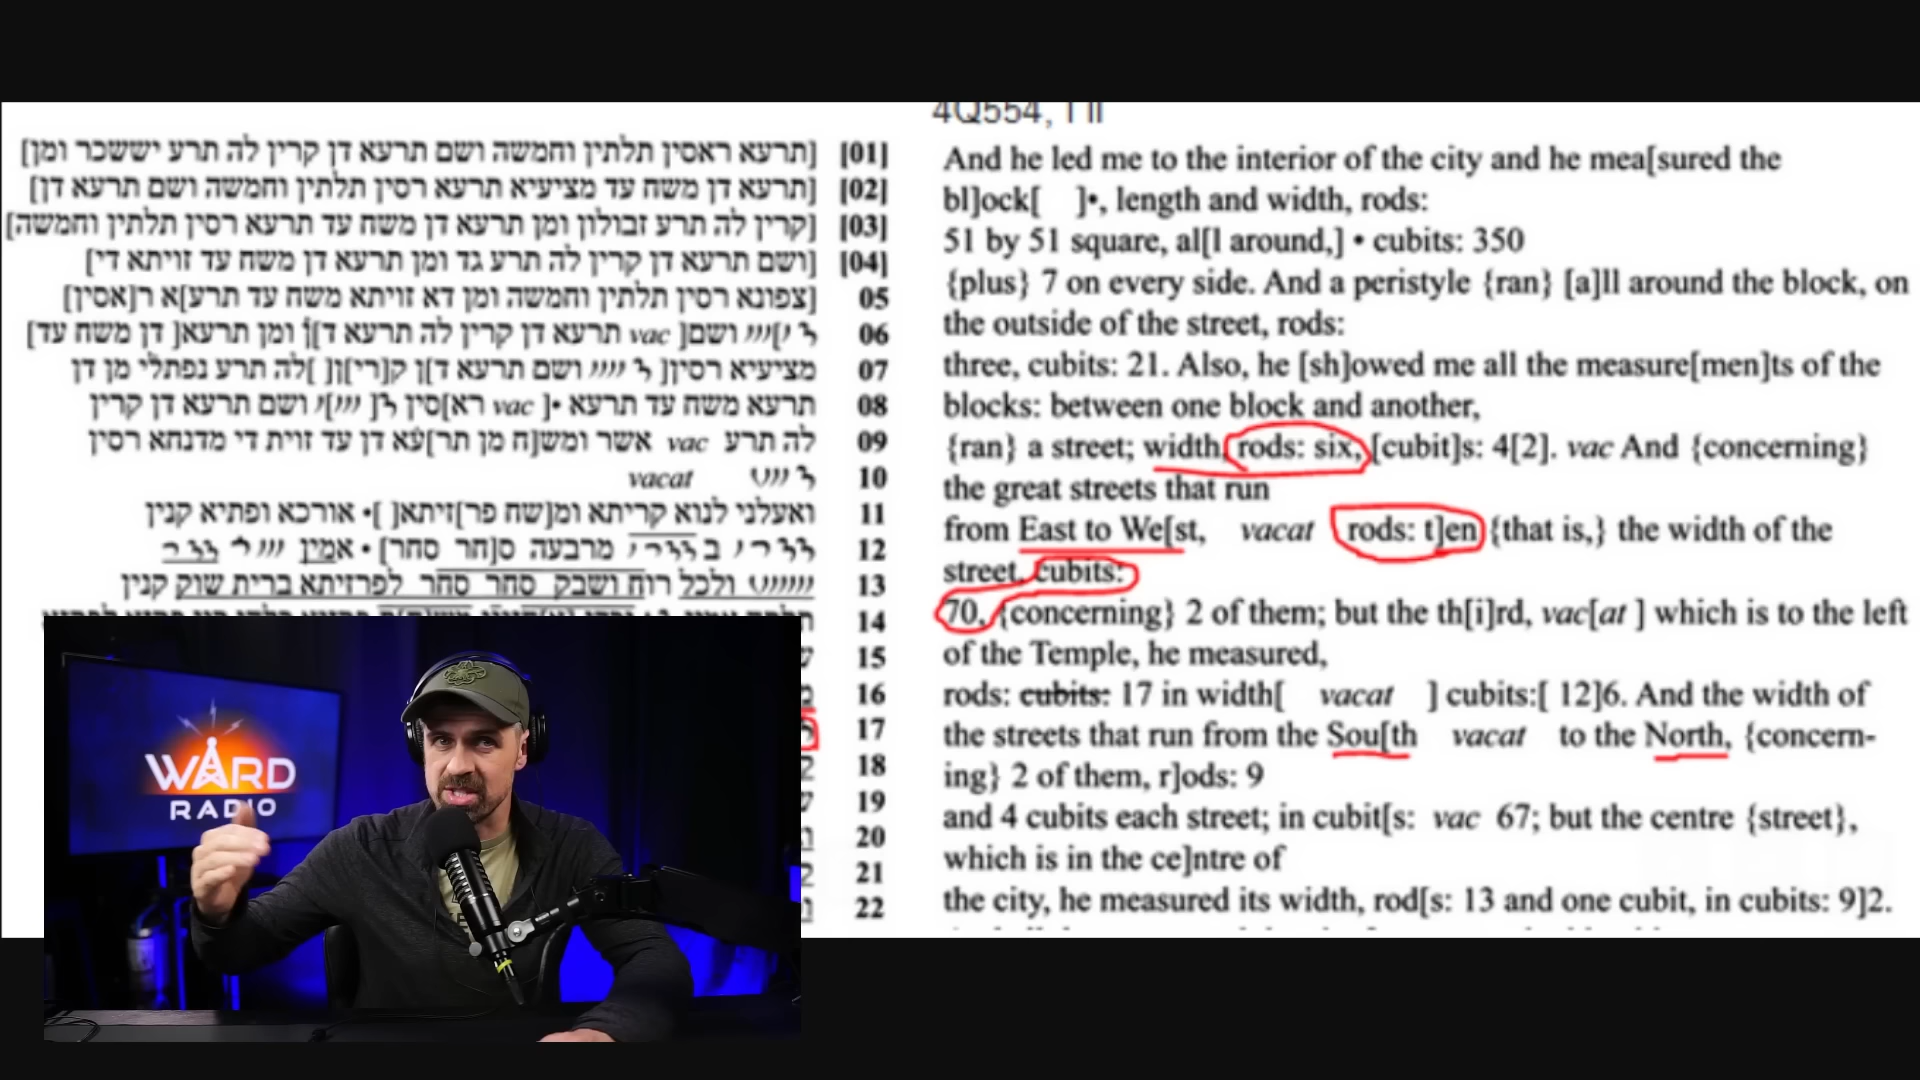 4Q554, 1 II
[01] [תרעא ראסין תלתין וחמשה ושם תרעא דן קרין לה תרע יששכר ומן]
[02] [תרעא דן משח עד מציעיא תרעא רסין תלתין וחמשה ושם תרעא דן]
[03] [קרין לה תרע זבולון ומן תרעא דן משח עד תרעא רסין תלתין וחמשה]
[04] [ושם תרעא דן קרין לה תרע גד ומן תרעא דן משח עד זויתא די]
05 [צפונא רסין תלתין וחמשה ומן דא זויתא משח עד תרע]א ר[אסין]
06 ושם[ vac תרעא דן קרין לה תרעא ד]ן ומן תרעא[ דן משח עד]
07 מציעיא רסין[ ושם תרעא ד]ן ק[רי]ן[ ]לה תרע נפתלי מן דן
08 תרעא משח עד תרעא •[ vac רא]סין ושם תרעא דן קרין
09 לה תרע vac אשר ומש[ח מן תר]עא דן עד זוית די מדנחא רסין
10 vacat
11 ואעלני לגוא קריתא ומ[שח פר]זיתא[ ]• אורכא ופתיא קנין
12 ב מרבעה ס[חר סחר] • אמין
13 ולכל רוח ושבק סחר סחר לפרזיתא ברית שוק קנין
14
15
16
17
18
19
20
21
22
And he led me to the interior of the city and he mea[sured the
bl]ock[ ]•, length and width, rods:
51 by 51 square, al[l around,] • cubits: 350
{plus} 7 on every side. And a peristyle {ran} [a]ll around the block, on
the outside of the street, rods:
three, cubits: 21. Also, he [sh]owed me all the measure[men]ts of the
blocks: between one block and another,
{ran} a street; width, rods: six, [cubit]s: 4[2]. vac And {concerning}
the great streets that run
from East to We[st, vacat rods: t]en {that is,} the width of the
street, cubits:
70, {concerning} 2 of them; but the th[i]rd, vac[at ] which is to the left
of the Temple, he measured,
rods: cubits: 17 in width[ vacat ] cubits:[ 12]6. And the width of
the streets that run from the Sou[th vacat to the North, {concern-
ing} 2 of them, r]ods: 9
and 4 cubits each street; in cubit[s: vac 67; but the centre {street},
which is in the ce]ntre of
the city, he measured its width, rod[s: 13 and one cubit, in cubits: 9]2.
WARD
RADIO